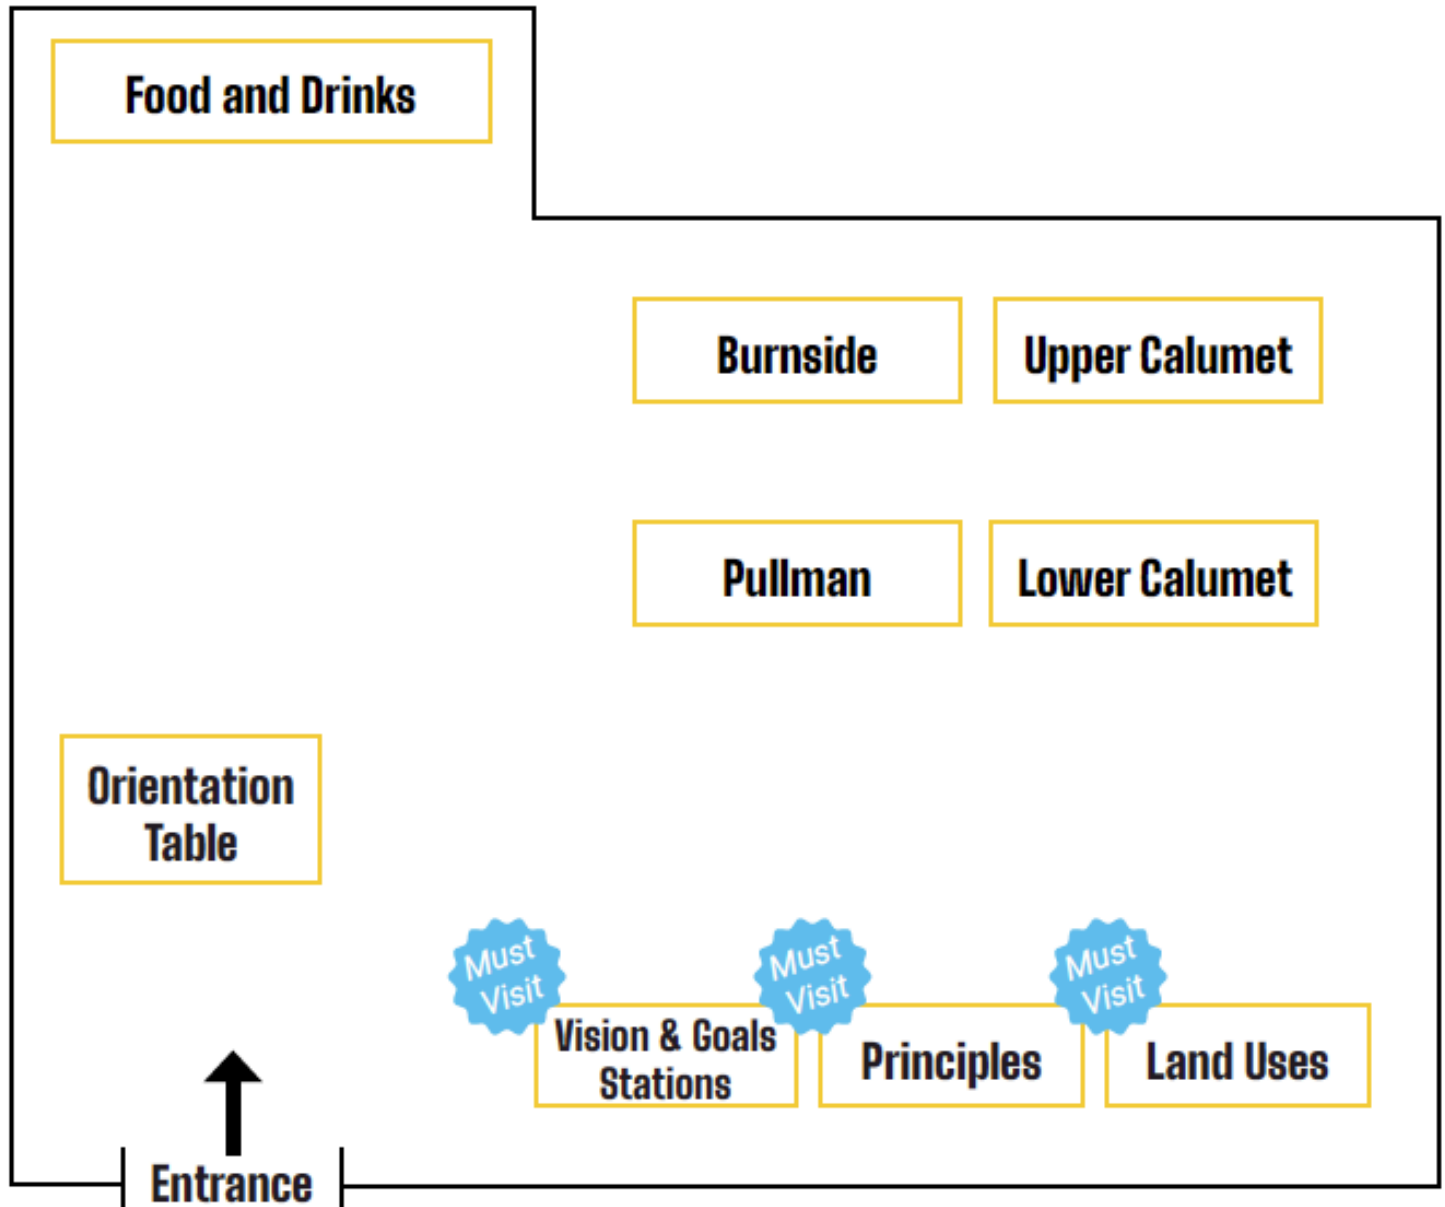 Food and Drinks
Burnside
Upper Calumet
Pullman
Lower Calumet
Orientation
Table
Must
Visit
Vision & Goals
Stations
Must
Visit
Principles
Must
Visit
Land Uses
Entrance